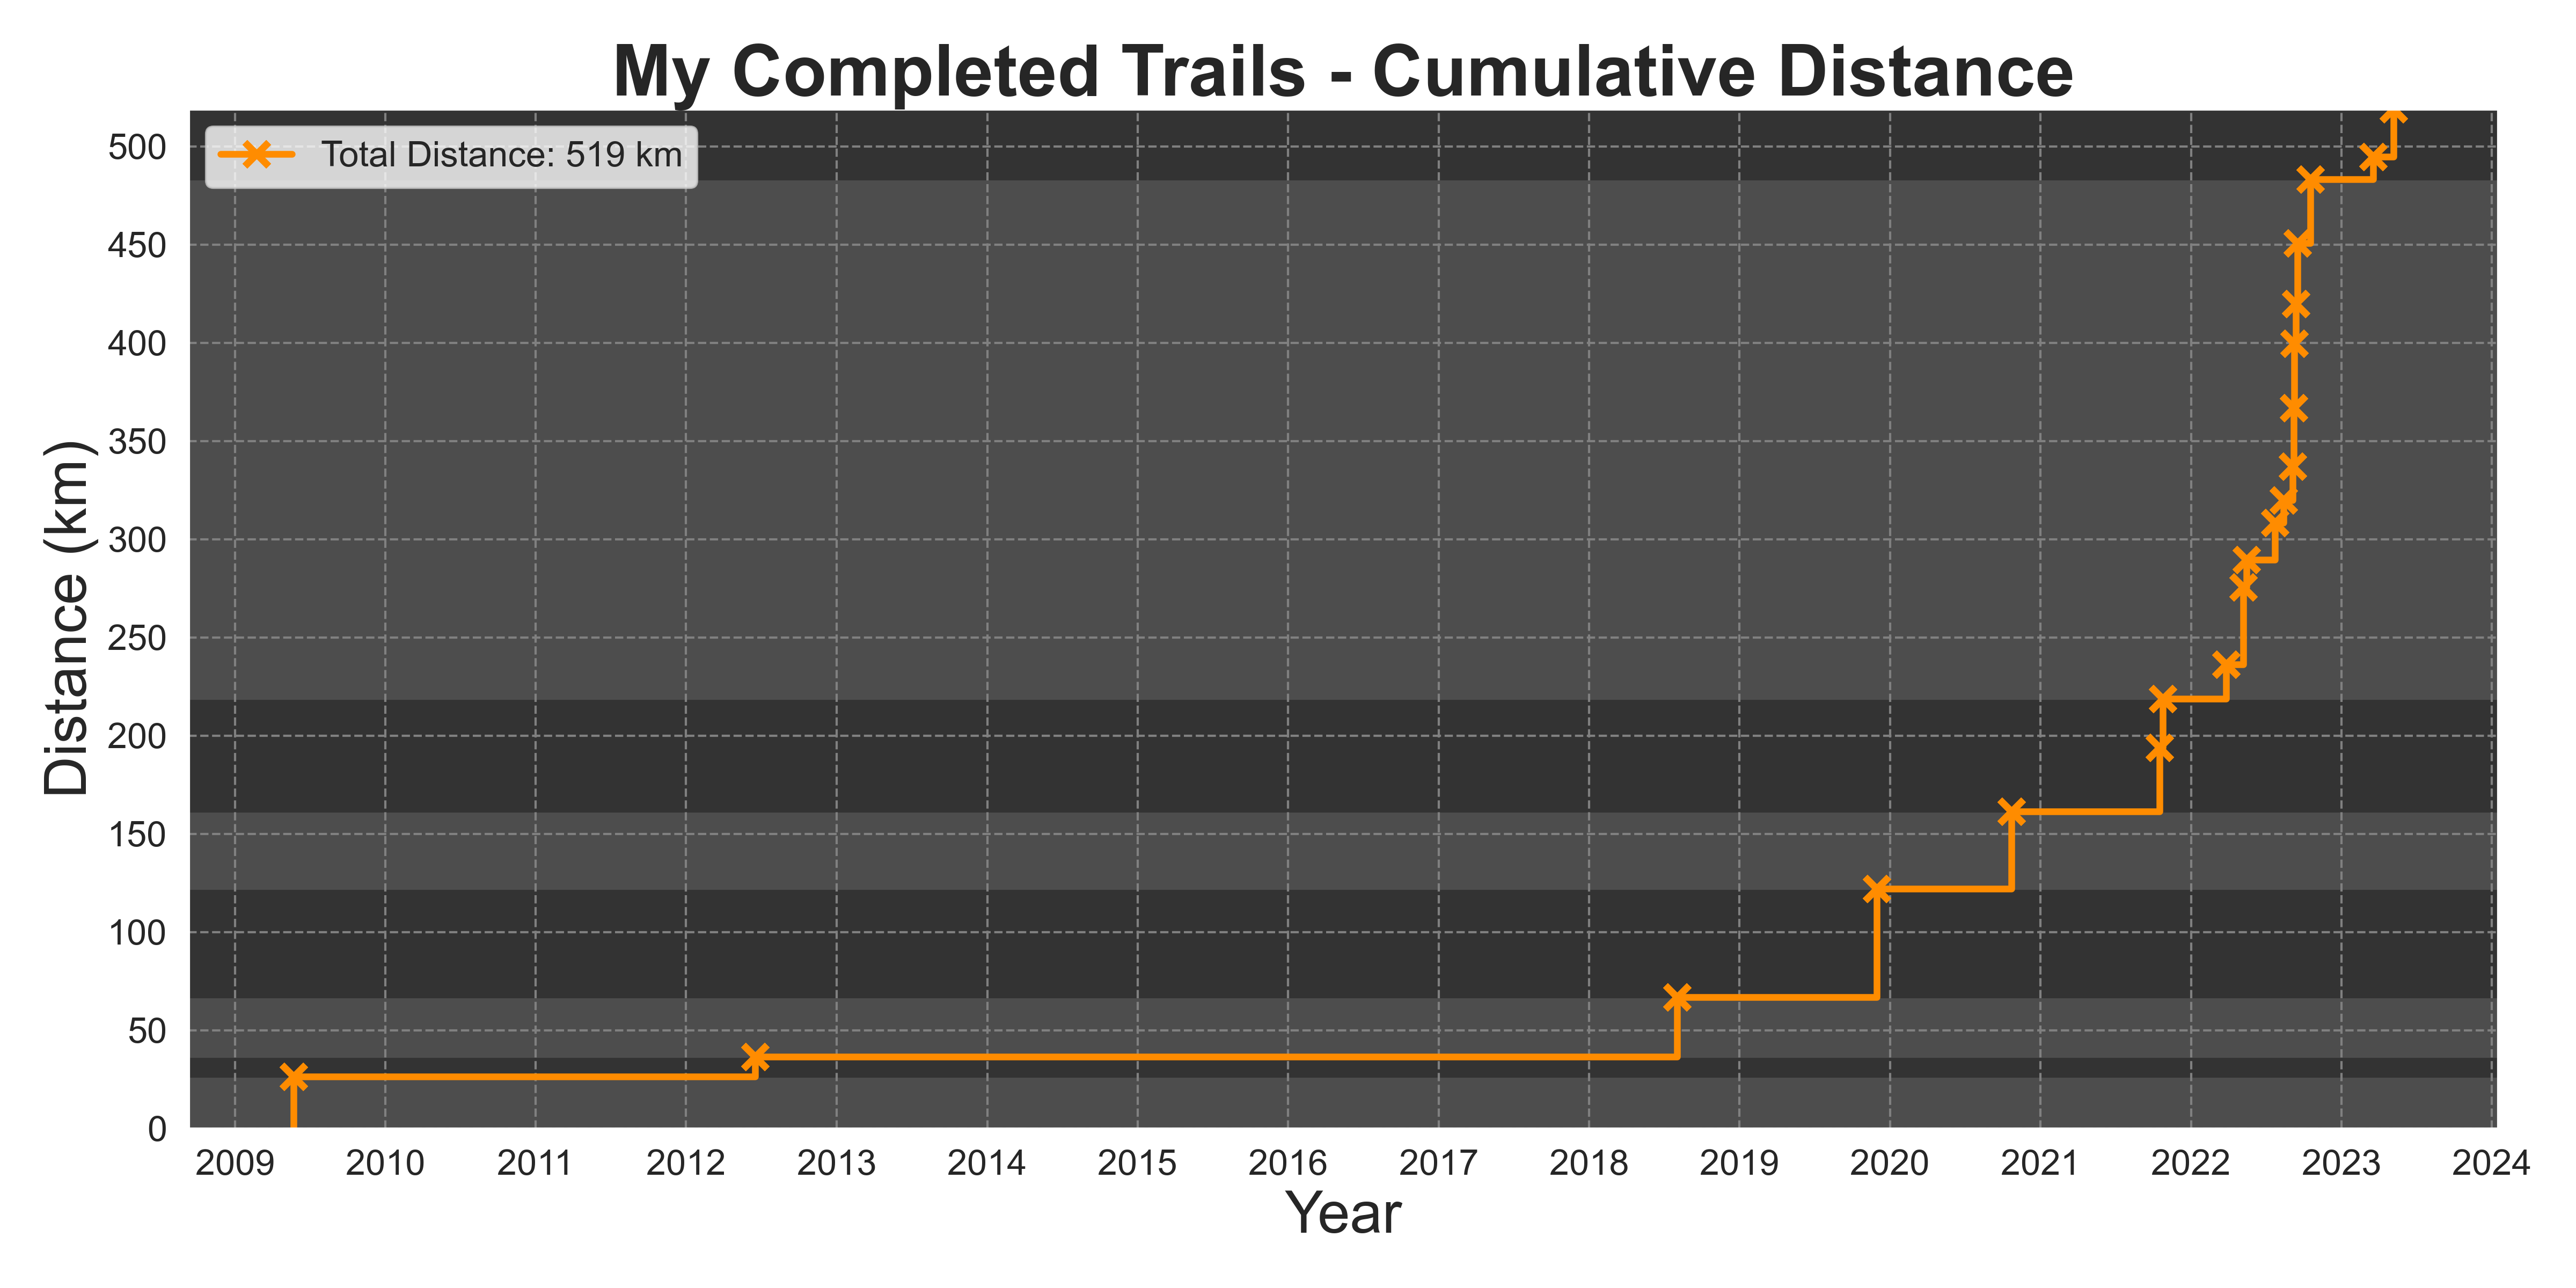 My Completed Trails - Cumulative Distance
Total Distance: 519 km
Distance (km)
500
450
400
350
300
250
200
150
100
50
0
2009 2010 2011 2012 2013 2014 2015 2016 2017 2018 2019 2020 2021 2022 2023 2024
Year